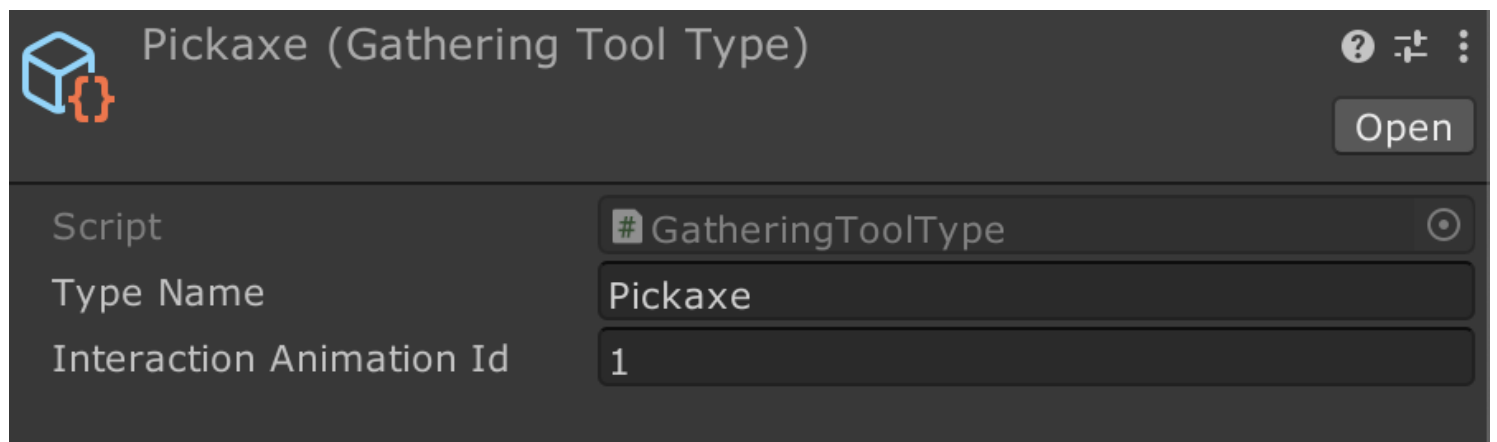 Pickaxe (Gathering Tool Type)
Open
Script
# GatheringToolType
Type Name
Pickaxe
Interaction Animation Id
1